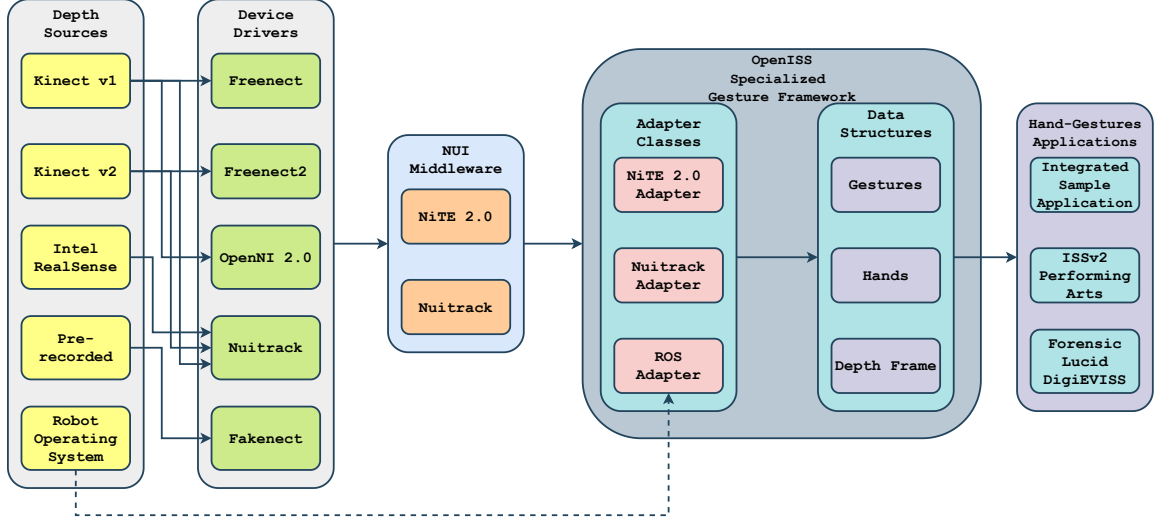 Depth
Sources
Kinect v1
Kinect v2
Intel
RealSense
Pre-
recorded
Robot
Operating
System
Device
Drivers
Freenect
Freenect2
OpenNI 2.0
Nuitrack
Fakenect
NUI
Middleware
NiTE 2.0
Nuitrack
OpenISS
Specialized
Gesture Framework
Adapter
Classes
NiTE 2.0
Adapter
Nuitrack
Adapter
ROS
Adapter
Data
Structures
Gestures
Hands
Depth Frame
Hand-Gestures
Applications
Integrated
Sample
Application
ISSv2
Performing
Arts
Forensic
Lucid
DigiEVISS